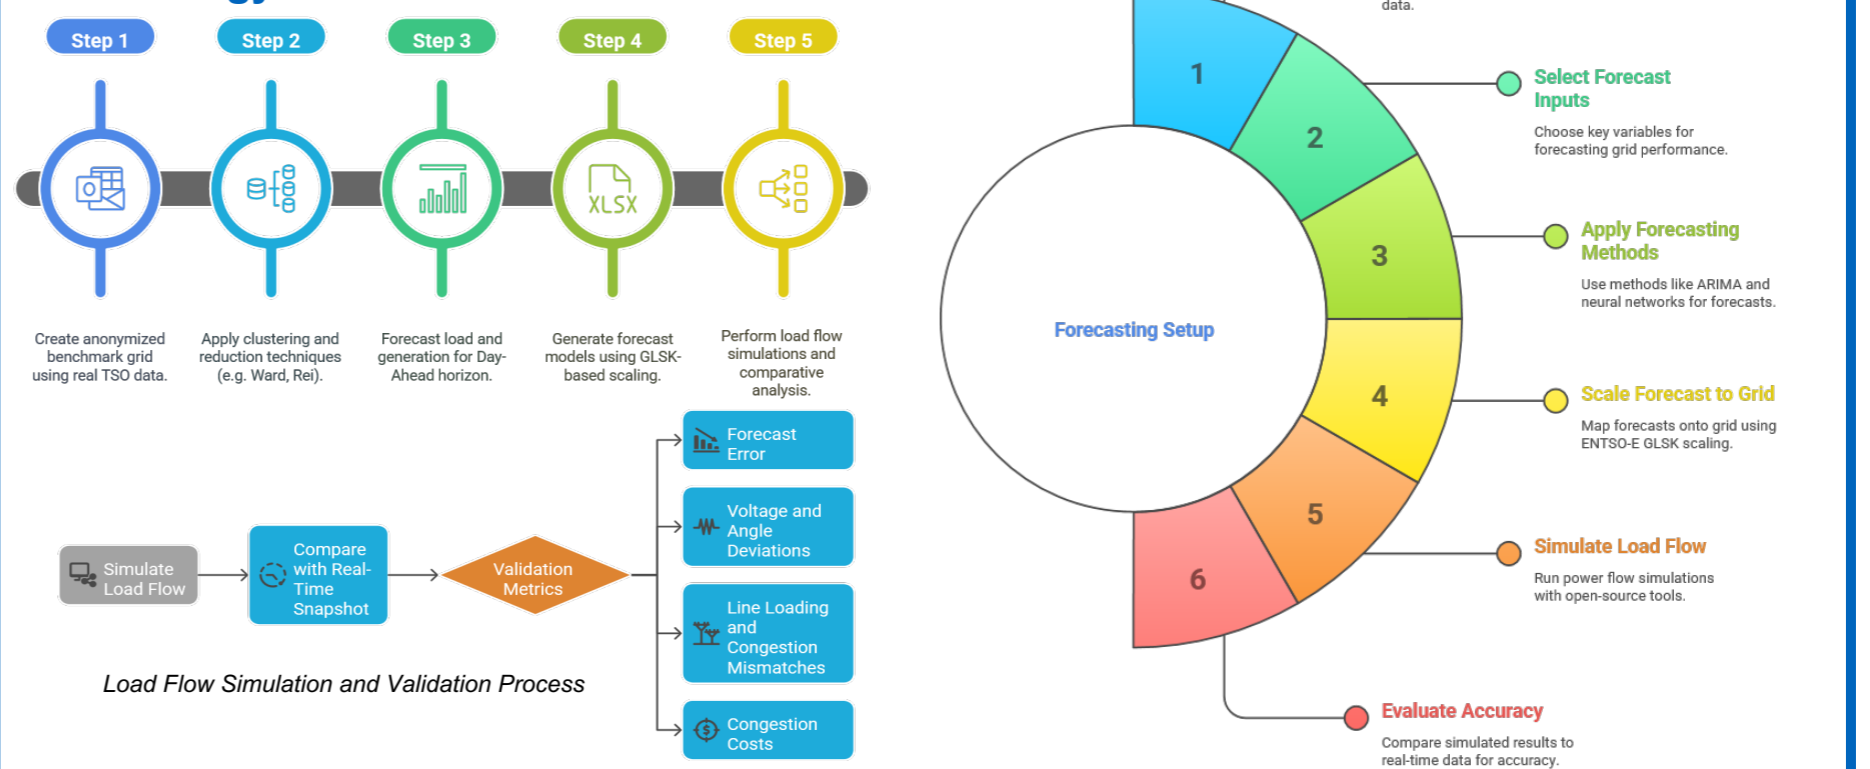 Step 1
Step 2
Step 3
Step 4
Step 5
XLSX
Create anonymized
benchmark grid
using real TSO data.
Apply clustering and
reduction techniques
(e.g. Ward, Rei).
Forecast load and
generation for Day-
Ahead horizon.
Generate forecast
models using GLSK-
based scaling.
Perform load flow
simulations and
comparative
analysis.
Simulate
Load Flow
Compare
with Real-
Time
Snapshot
Validation
Metrics
Forecast
Error
Voltage and
Angle
Deviations
Line Loading
and
Congestion
Mismatches
Congestion
Costs
Load Flow Simulation and Validation Process
Forecasting Setup
1
data.
2
Select Forecast
Inputs
Choose key variables for
forecasting grid performance.
3
Apply Forecasting
Methods
Use methods like ARIMA and
neural networks for forecasts.
4
Scale Forecast to Grid
Map forecasts onto grid using
ENTSO-E GLSK scaling.
5
Simulate Load Flow
Run power flow simulations
with open-source tools.
6
Evaluate Accuracy
Compare simulated results to
real-time data for accuracy.